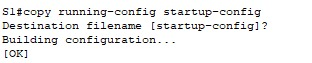 S1#copy running-config startup-config
Destination filename [startup-config]?
Building configuration...
[OK]